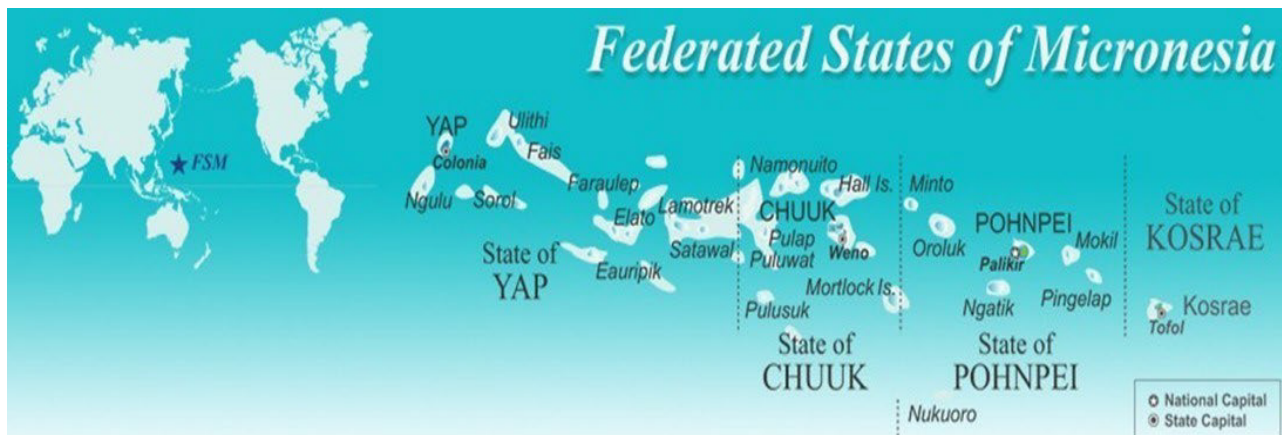 Federated States of Micronesia
FSM
YAP
Colonia
Ulithi
Fais
Ngulu
Sorol
Faraulep
Elato
Lamotrek
Satawal
Eauripik
State of
YAP
Namonuito
Hall Is.
CHUUK
Pulap
Puluwat
Weno
Mortlock Is.
Pulusuk
State of
CHUUK
Minto
Oroluk
POHNPEI
Palikir
Mokil
Ngatik
Pingelap
State of
POHNPEI
Nukuoro
State of
KOSRAE
Kosrae
Tofol
National Capital
State Capital